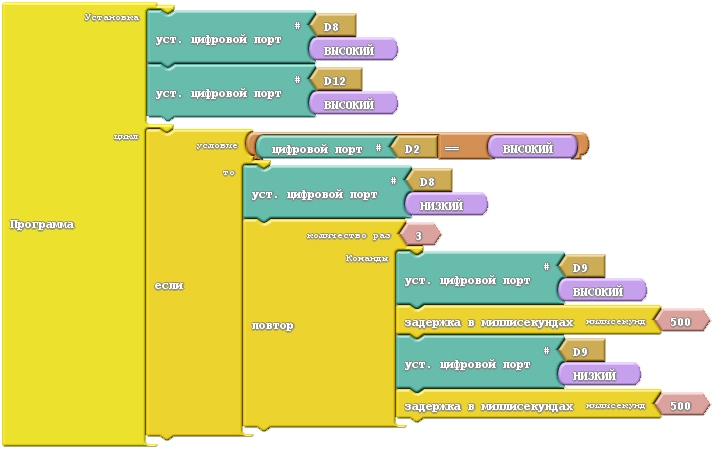 Установка
уст. цифровой порт # D8
ВЫСОКИЙ
уст. цифровой порт # D12
ВЫСОКИЙ
цикл
условие цифровой порт # D2 == ВЫСОКИЙ
то
уст. цифровой порт # D8
НИЗКИЙ
Программа
количество раз 3
Команды
уст. цифровой порт # D9
ВЫСОКИЙ
если
задержка в миллисекундах миллисекунд 500
повтор
уст. цифровой порт # D9
НИЗКИЙ
задержка в миллисекундах миллисекунд 500